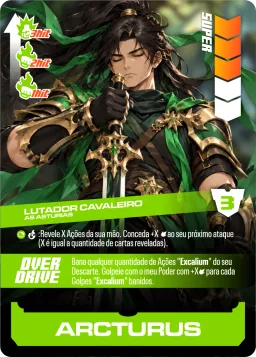 3hit
2hit
1hit
SUPER
3
LUTADOR CAVALEIRO
AS ASTURIAS
:Revele X Ações da sua mão. Conceda +X ao seu próximo ataque
(X é igual a quantidade de cartas reveladas).
OVER
DRIVE
Bana qualquer quantidade de Ações "Excalium" do seu
Descarte. Golpeie com o meu Poder com +X para cada
Golpes "Excalium" banidos.
ARCTURUS